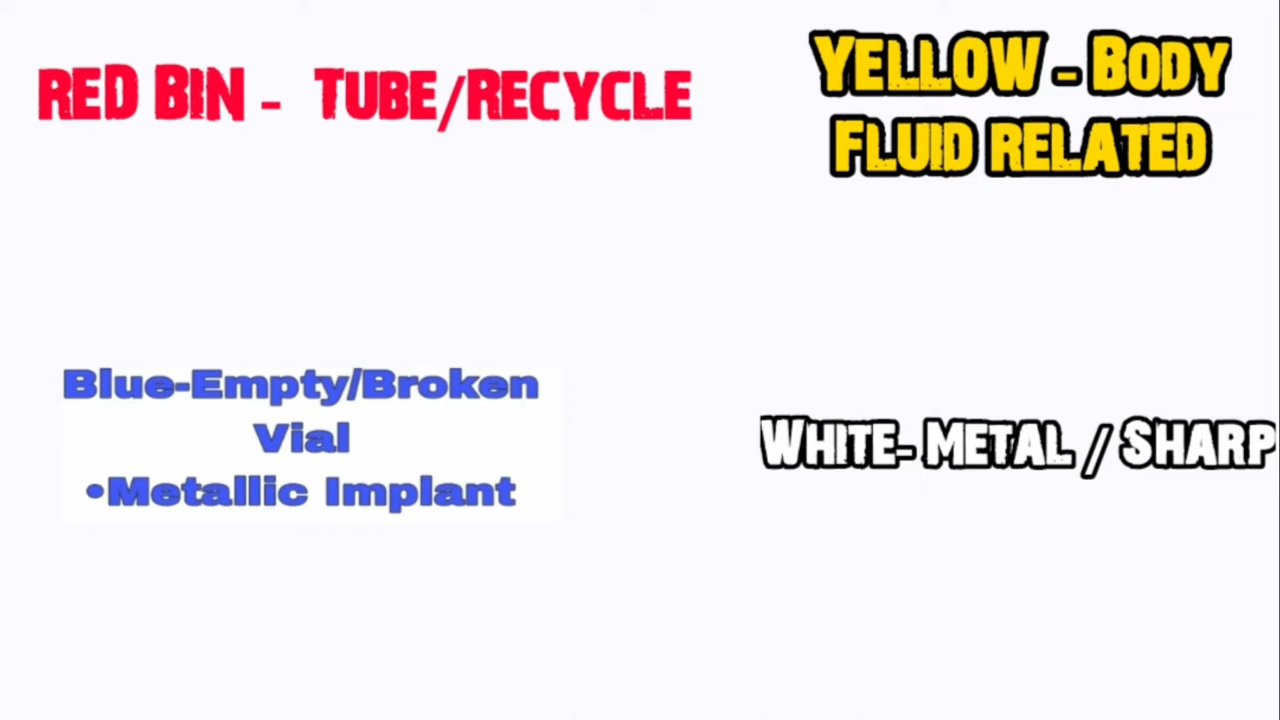 RED BIN - TUBE/RECYCLE
YELLOW - BODY
FLUID RELATED
Blue-Empty/Broken
Vial
•Metallic Implant
WHITE- METAL / SHARP